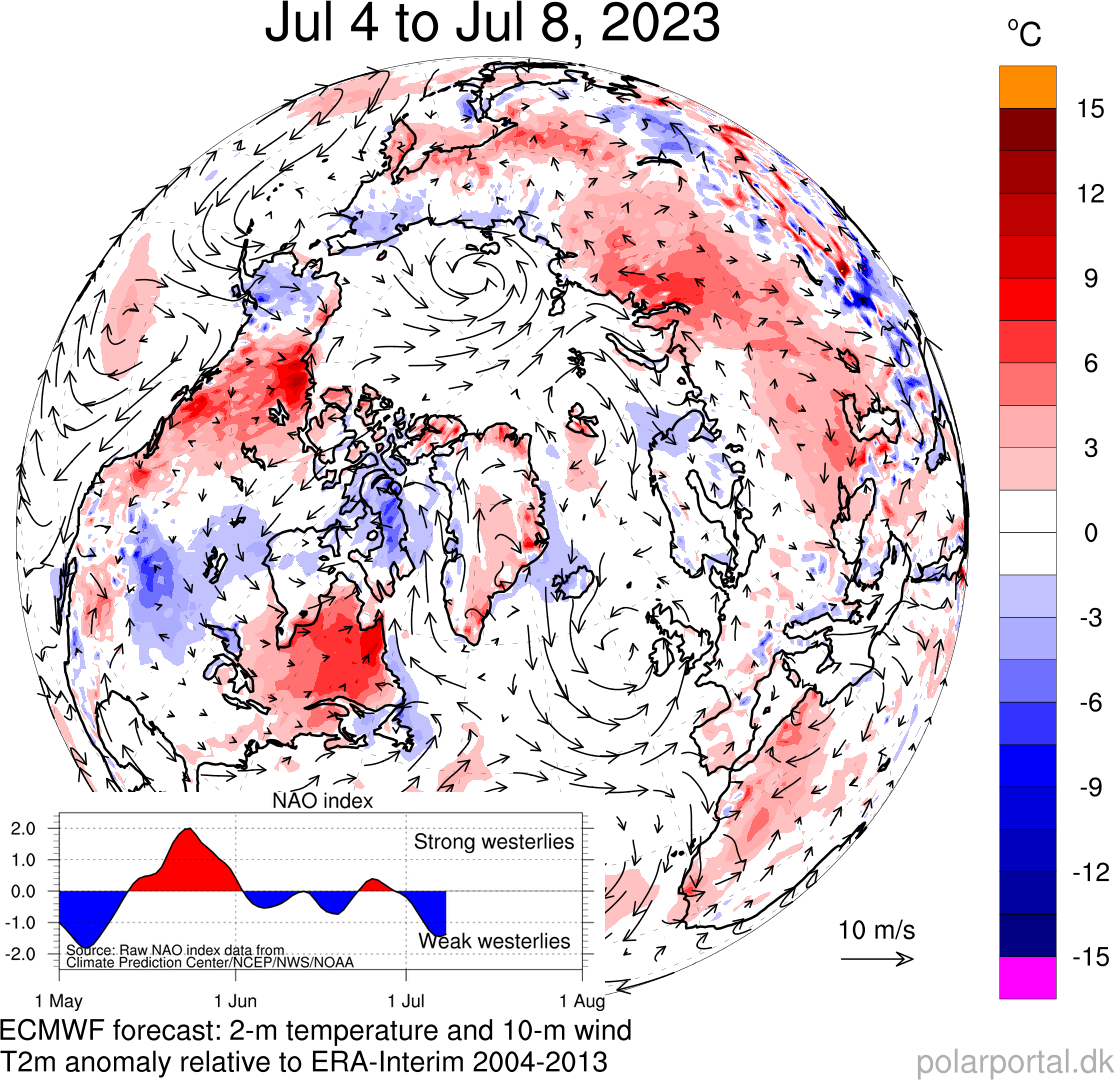 Jul 4 to Jul 8, 2023
oC
15
12
9
6
3
0
-3
-6
-9
-12
-15
10 m/s
NAO index
2.0
1.0
0.0
-1.0
-2.0
Strong westerlies
Weak westerlies
Source: Raw NAO index data from
Climate Prediction Center/NCEP/NWS/NOAA
1 May
1 Jun
1 Jul
1 Aug
ECMWF forecast: 2-m temperature and 10-m wind
T2m anomaly relative to ERA-Interim 2004-2013
polarportal.dk